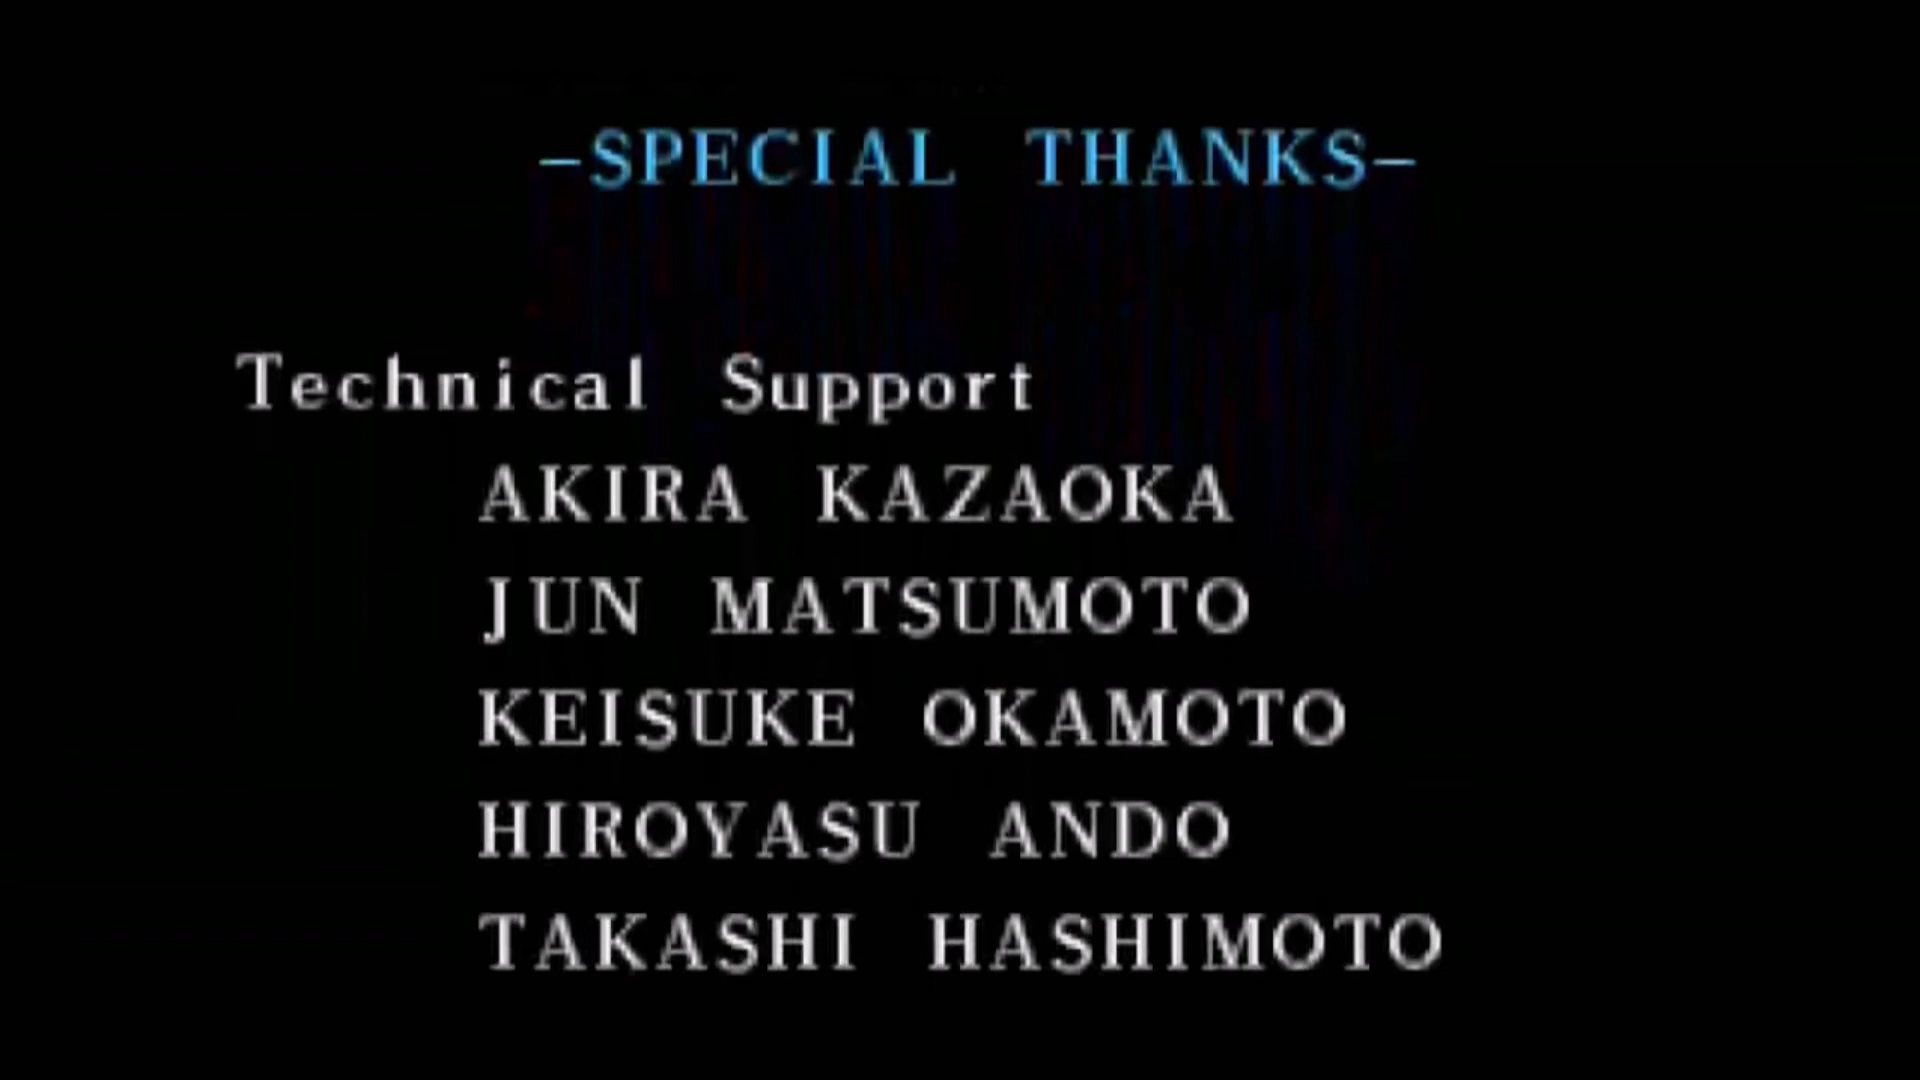 —SPECIAL THANKS—
Technical Support
AKIRA KAZAOKA
JUN MATSUMOTO
KEISUKE OKAMOTO
HIROYASU ANDO
TAKASHI HASHIMOTO